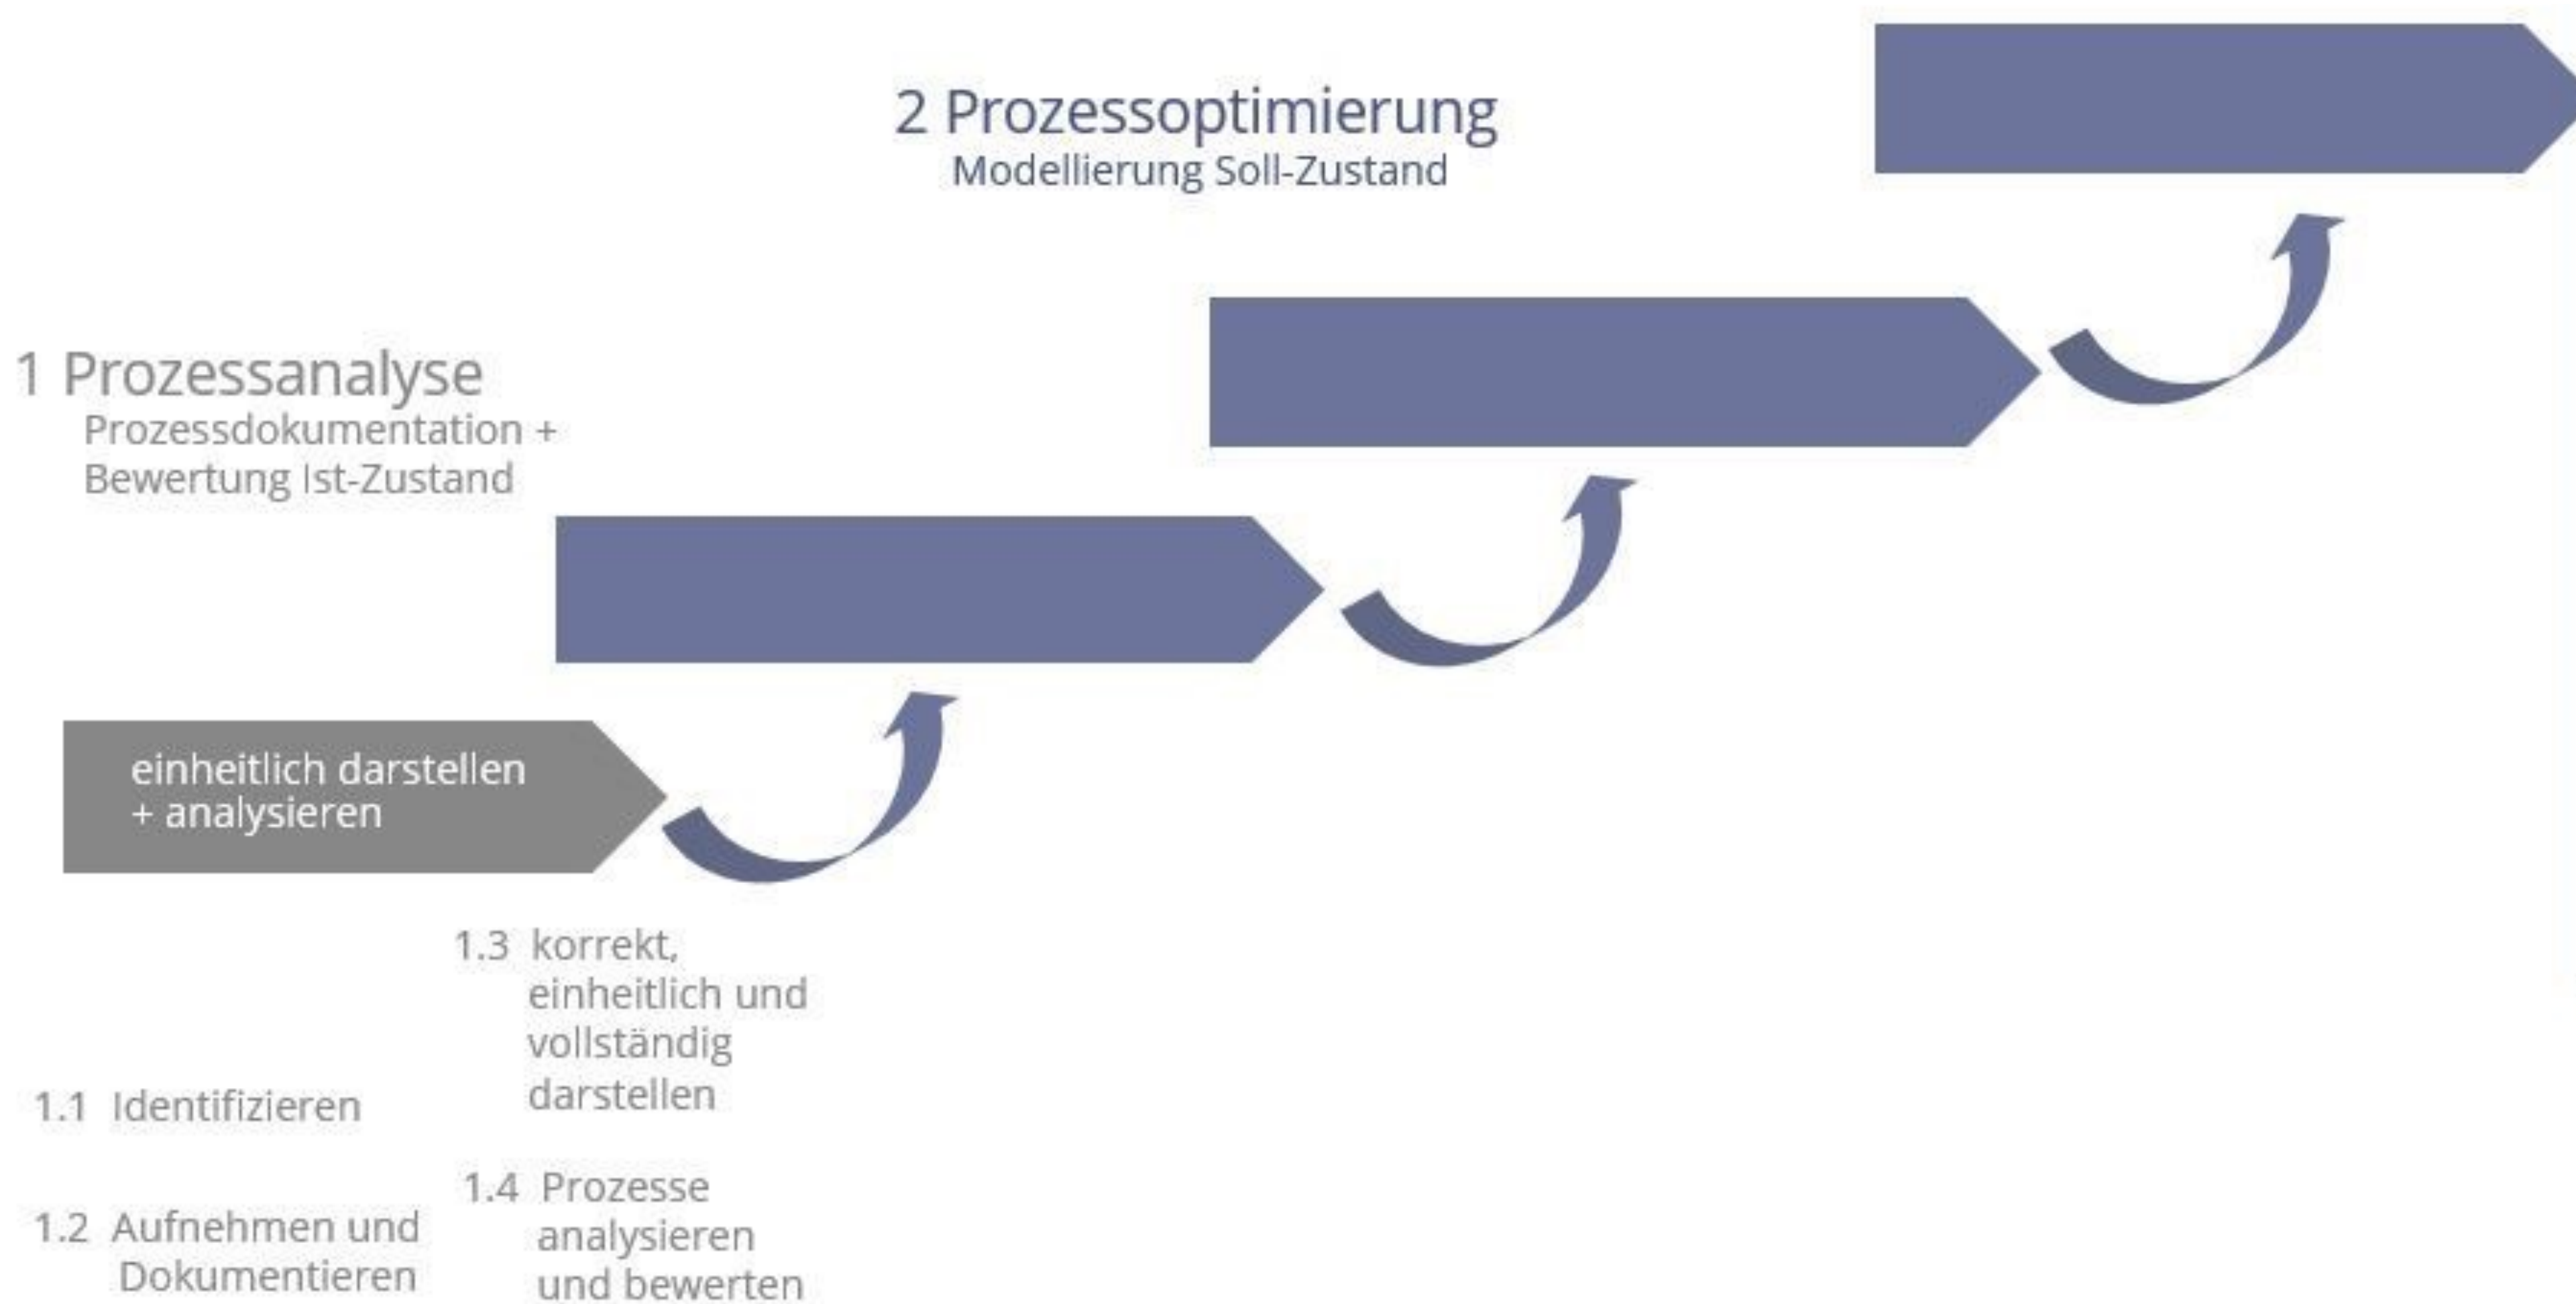 2 Prozessoptimierung
Modellierung Soll-Zustand
1 Prozessanalyse
Prozessdokumentation +
Bewertung Ist-Zustand
einheitlich darstellen
+ analysieren
1.1 Identifizieren
1.2 Aufnehmen und
Dokumentieren
1.3 korrekt,
einheitlich und
vollständig
darstellen
1.4 Prozesse
analysieren
und bewerten